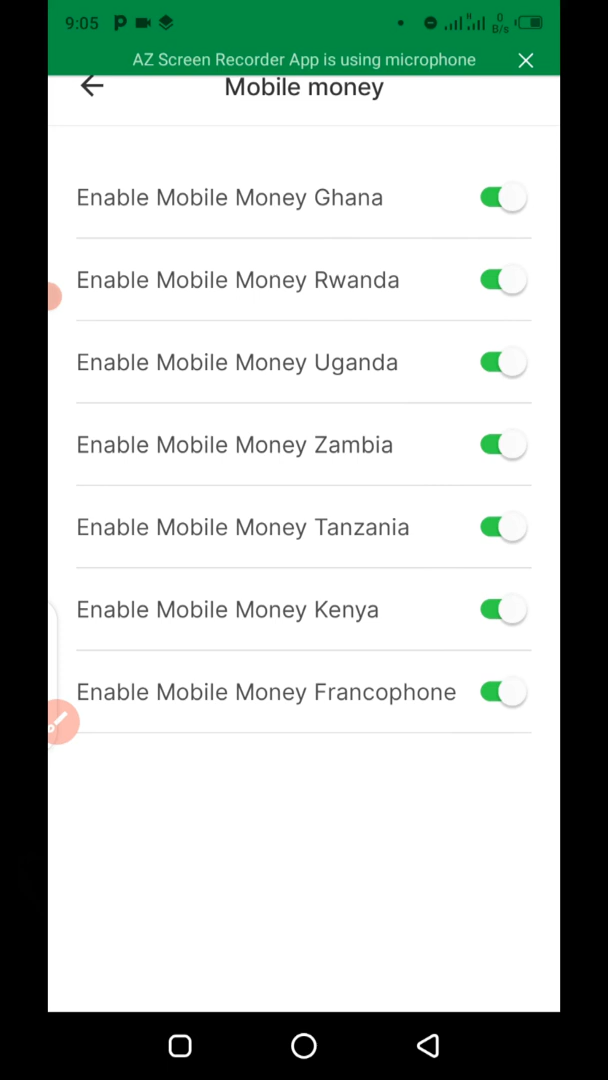 9:05
0
B/s
AZ Screen Recorder App is using microphone
Mobile money
Enable Mobile Money Ghana
Enable Mobile Money Rwanda
Enable Mobile Money Uganda
Enable Mobile Money Zambia
Enable Mobile Money Tanzania
Enable Mobile Money Kenya
Enable Mobile Money Francophone